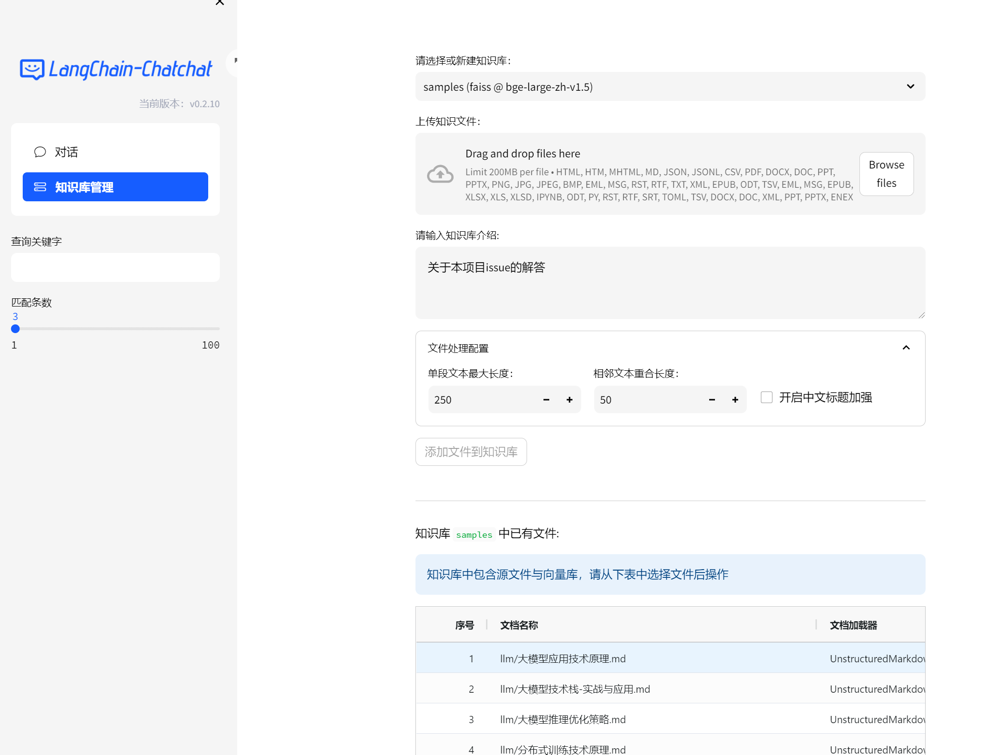 LangChain-Chatchat
当前版本：v0.2.10
对话
知识库管理
查询关键字
匹配条数
3
1
100
请选择或新建知识库：
samples (faiss @ bge-large-zh-v1.5)
上传知识文件：
Drag and drop files here
Limit 200MB per file • HTML, HTM, MHTML, MD, JSON, JSONL, CSV, PDF, DOCX, DOC, PPT,
PPTX, PNG, JPG, JPEG, BMP, EML, MSG, RST, RTF, TXT, XML, EPUB, ODT, TSV, EML, MSG, EPUB,
XLSX, XLS, XLSD, IPYNB, ODT, PY, RST, RTF, SRT, TOML, TSV, DOCX, DOC, XML, PPT, PPTX, ENEX
Browse
files
请输入知识库介绍:
关于本项目issue的解答
文件处理配置
单段文本最大长度：
相邻文本重合长度：
250
50
开启中文标题加强
添加文件到知识库
知识库 samples 中已有文件:
知识库中包含源文件与向量库，请从下表中选择文件后操作
序号 文档名称 文档加载器
1 llm/大模型应用技术原理.md UnstructuredMarkdow
2 llm/大模型技术栈-实战与应用.md UnstructuredMarkdow
3 llm/大模型推理优化策略.md UnstructuredMarkdow
4 llm/分布式训练技术原理.md UnstructuredMarkdow